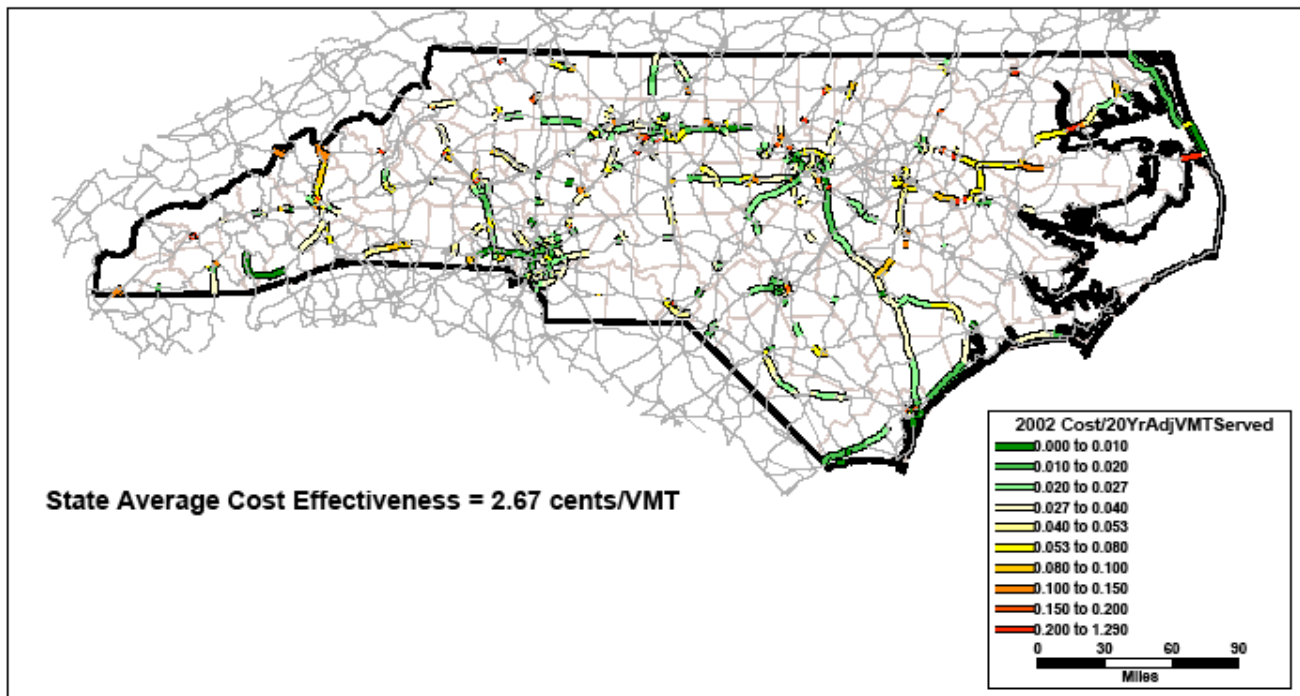 State Average Cost Effectiveness = 2.67 cents/VMT
2002 Cost/20YrAdjVMTServed
0.000 to 0.010
0.010 to 0.020
0.020 to 0.027
0.027 to 0.040
0.040 to 0.053
0.053 to 0.080
0.080 to 0.100
0.100 to 0.150
0.150 to 0.200
0.200 to 1.290
0 30 60 90
Miles